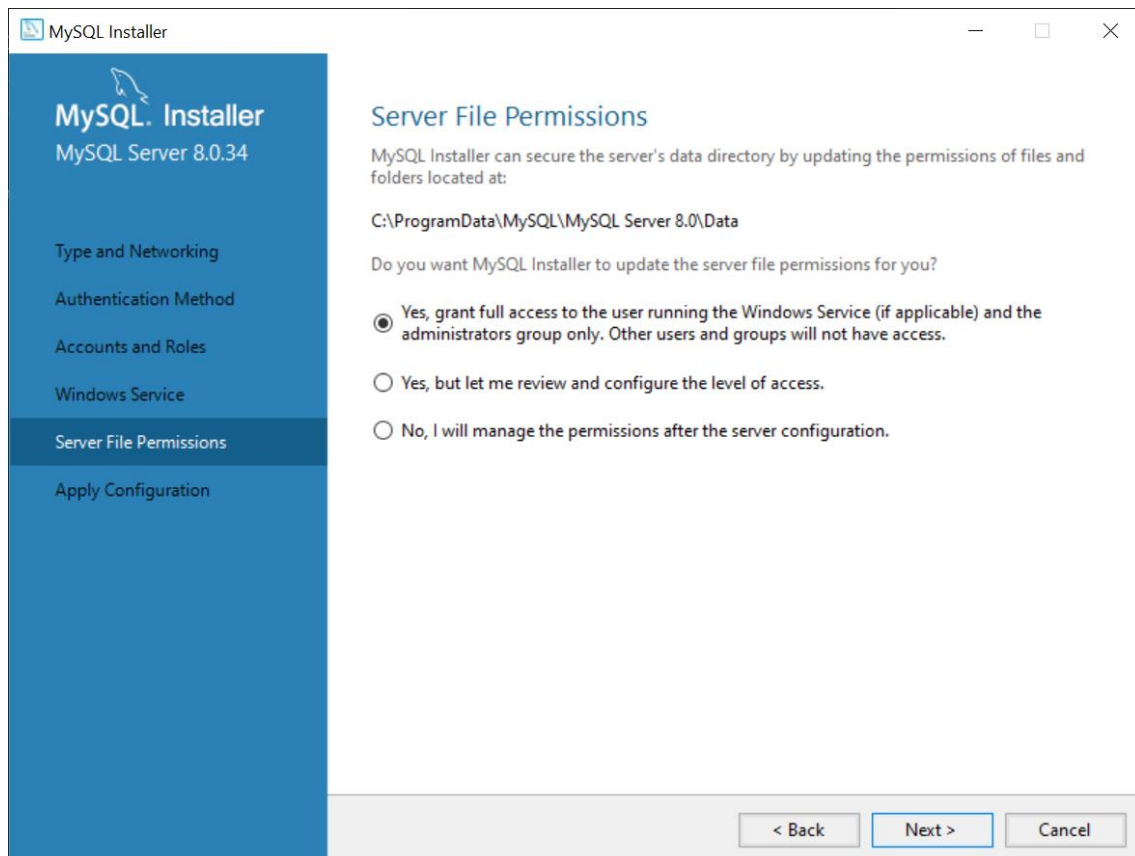 MySQL Installer
MySQL. Installer
MySQL Server 8.0.34
Type and Networking
Authentication Method
Accounts and Roles
Windows Service
Server File Permissions
Apply Configuration
Server File Permissions
MySQL Installer can secure the server's data directory by updating the permissions of files and
folders located at:
C:\ProgramData\MySQL\MySQL Server 8.0\Data
Do you want MySQL Installer to update the server file permissions for you?
Yes, grant full access to the user running the Windows Service (if applicable) and the
administrators group only. Other users and groups will not have access.
Yes, but let me review and configure the level of access.
No, I will manage the permissions after the server configuration.
< Back
Next >
Cancel